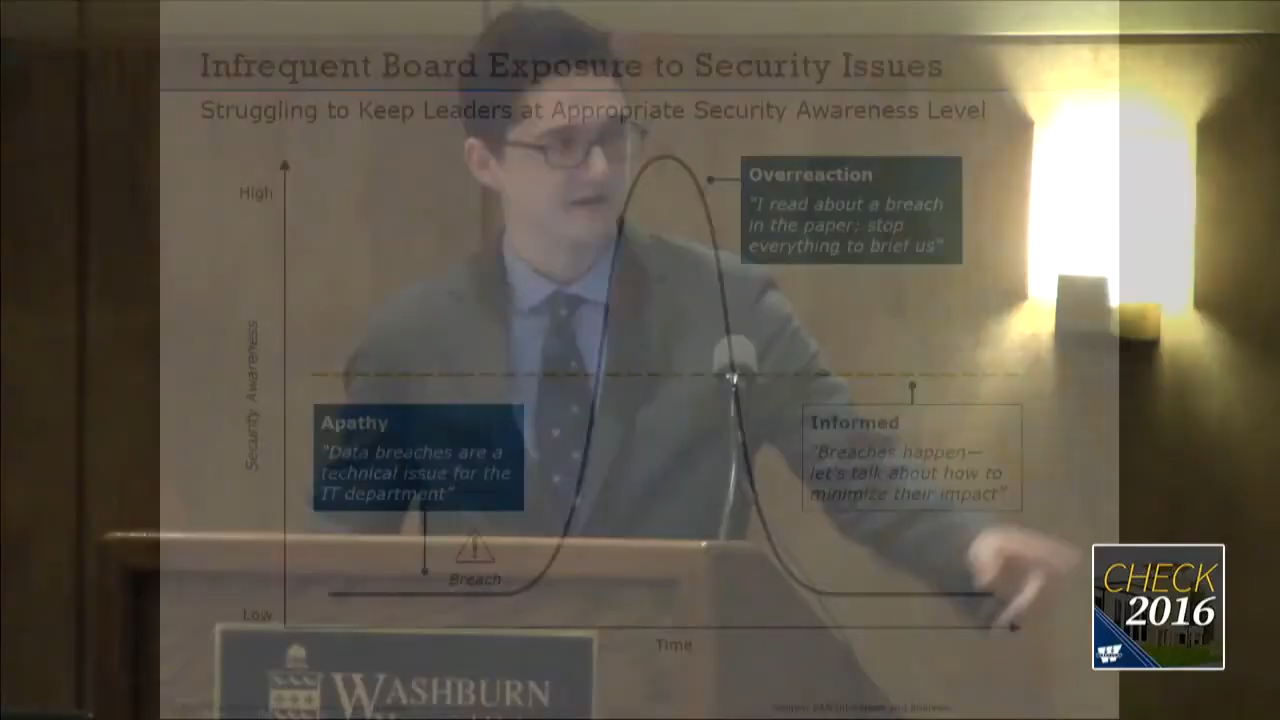 Infrequent Board Exposure to Security Issues
Struggling to Keep Leaders at Appropriate Security Awareness Level
High
Overreaction
"I read about a breach
in the paper; stop
everything to brief us"
Security Awareness
Apathy
"Data breaches are a
technical issue for the
IT department"
Informed
"Breaches happen—
let's talk about how to
minimize their impact"
Breach
Low
Time
WASHBURN
CHECK
2016